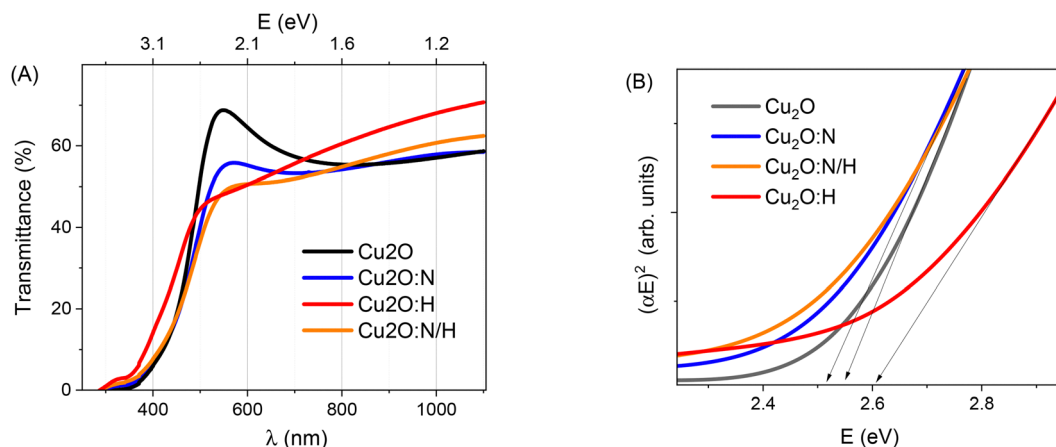 E (eV)
3.1 2.1 1.6 1.2
(A)
Transmittance (%)
60
40
20
0
Cu2O
Cu2O:N
Cu2O:H
Cu2O:N/H
400 600 800 1000
λ (nm)
(B)
(αE)² (arb. units)
Cu₂O
Cu₂O:N
Cu₂O:N/H
Cu₂O:H
2.4 2.6 2.8
E (eV)